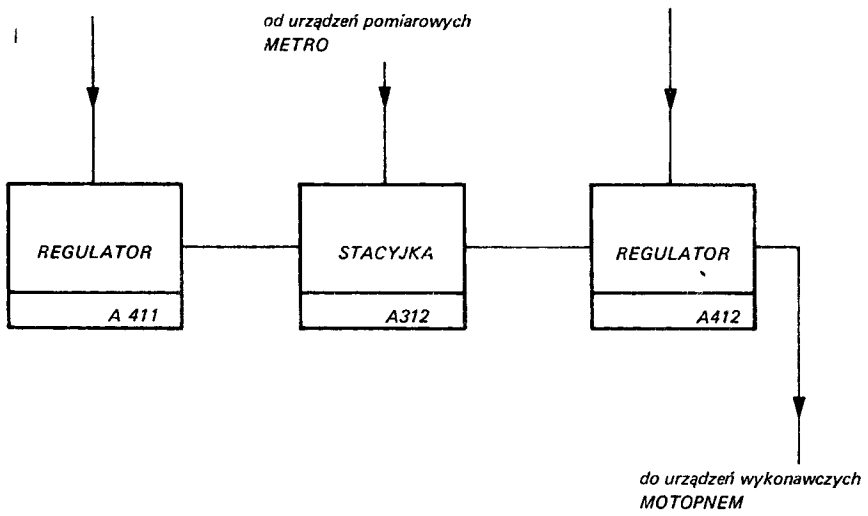 od urządzeń pomiarowych
METRO
REGULATOR
A 411
STACYJKA
A312
REGULATOR
A412
do urządzeń wykonawczych
MOTOPNEM